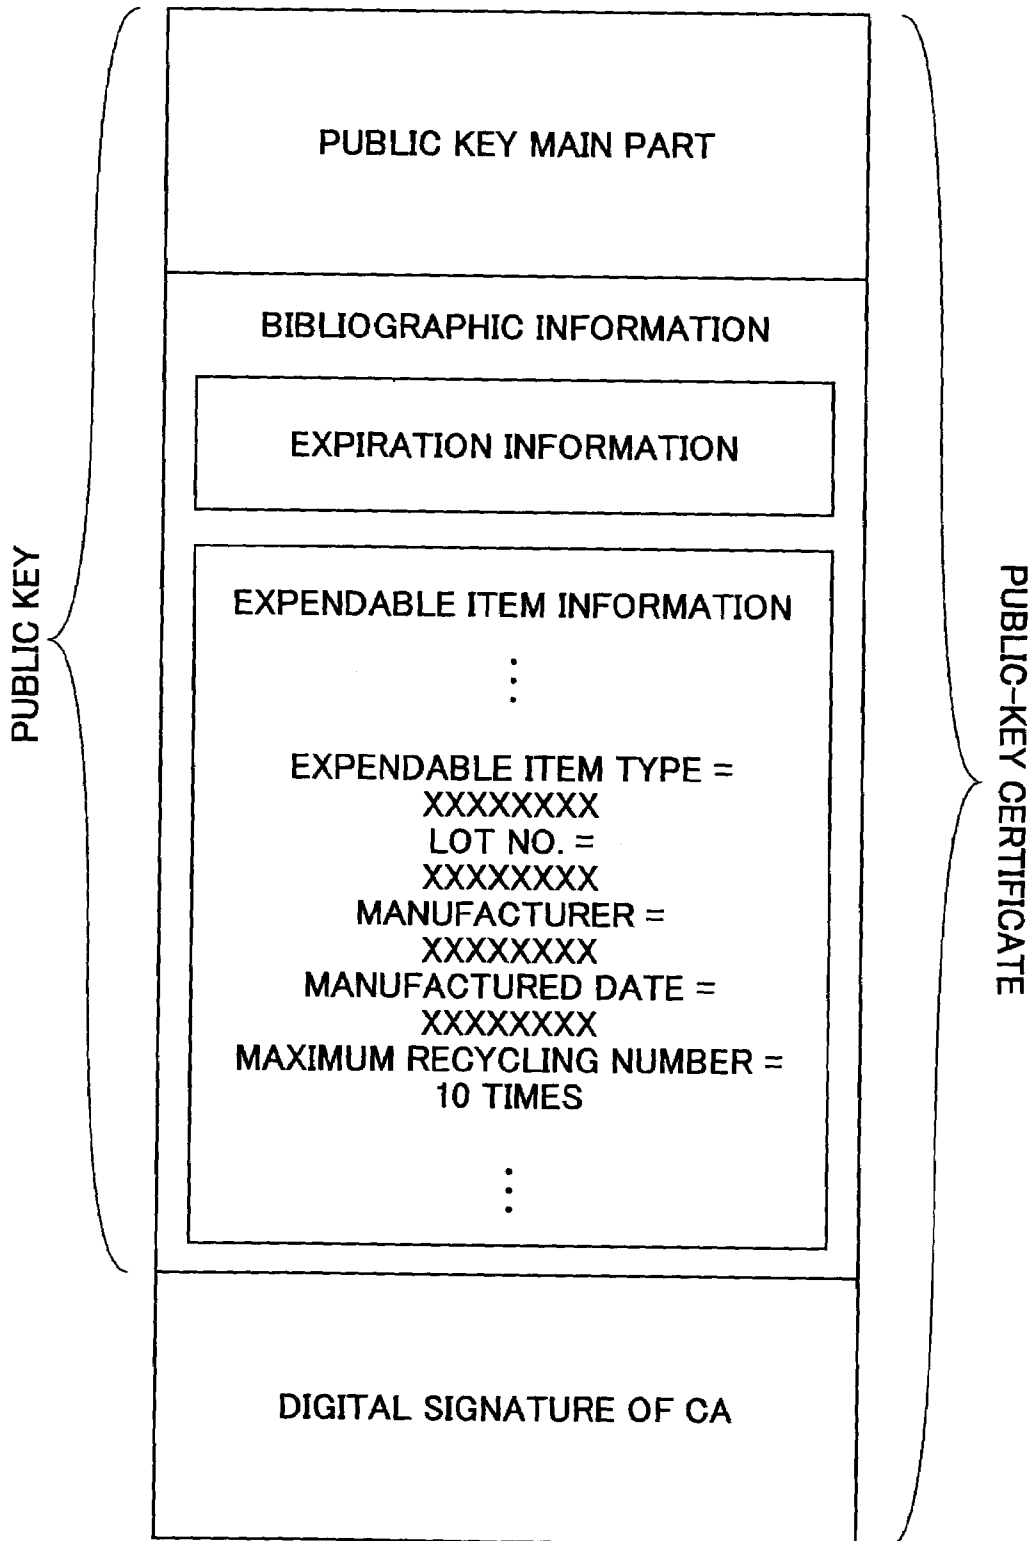 PUBLIC KEY MAIN PART
BIBLIOGRAPHIC INFORMATION
EXPIRATION INFORMATION
EXPENDABLE ITEM INFORMATION
EXPENDABLE ITEM TYPE =
XXXXXXXX
LOT NO. =
XXXXXXXX
MANUFACTURER =
XXXXXXXX
MANUFACTURED DATE =
XXXXXXXX
MAXIMUM RECYCLING NUMBER =
10 TIMES
DIGITAL SIGNATURE OF CA
PUBLIC KEY
PUBLIC-KEY CERTIFICATE